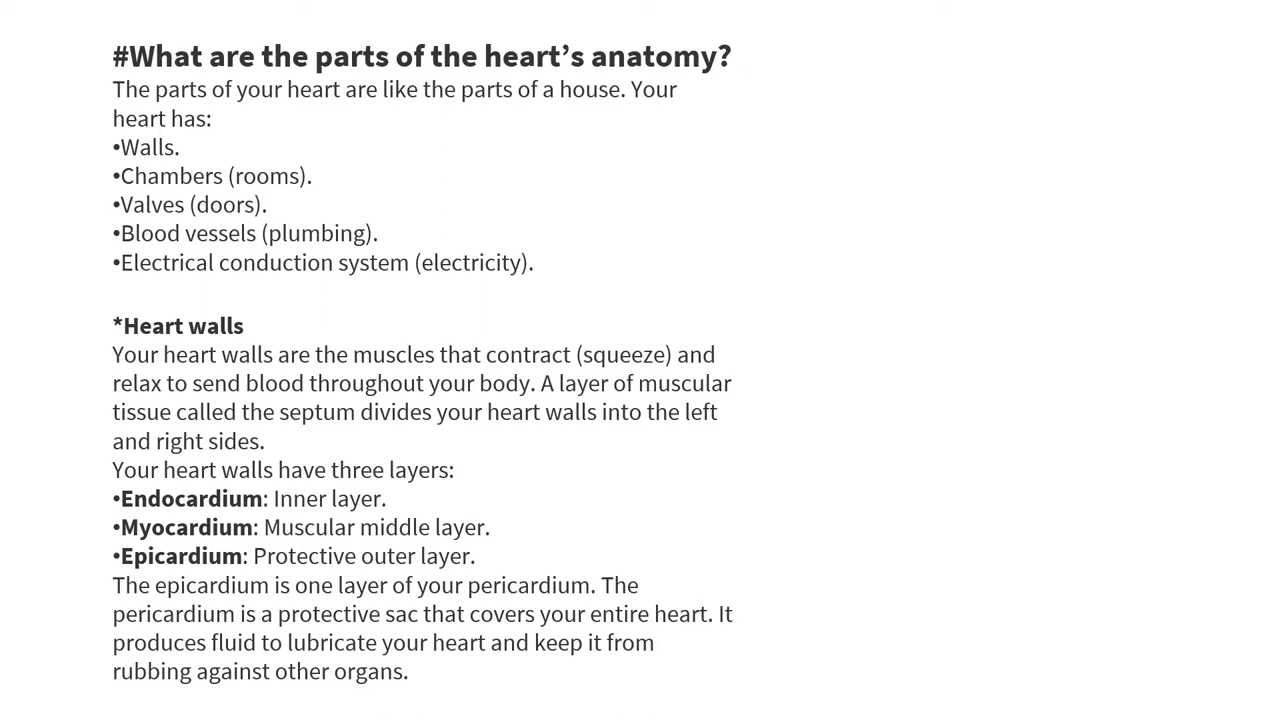 #What are the parts of the heart’s anatomy?
The parts of your heart are like the parts of a house. Your
heart has:
•Walls.
•Chambers (rooms).
•Valves (doors).
•Blood vessels (plumbing).
•Electrical conduction system (electricity).
*Heart walls
Your heart walls are the muscles that contract (squeeze) and
relax to send blood throughout your body. A layer of muscular
tissue called the septum divides your heart walls into the left
and right sides.
Your heart walls have three layers:
•Endocardium: Inner layer.
•Myocardium: Muscular middle layer.
•Epicardium: Protective outer layer.
The epicardium is one layer of your pericardium. The
pericardium is a protective sac that covers your entire heart. It
produces fluid to lubricate your heart and keep it from
rubbing against other organs.